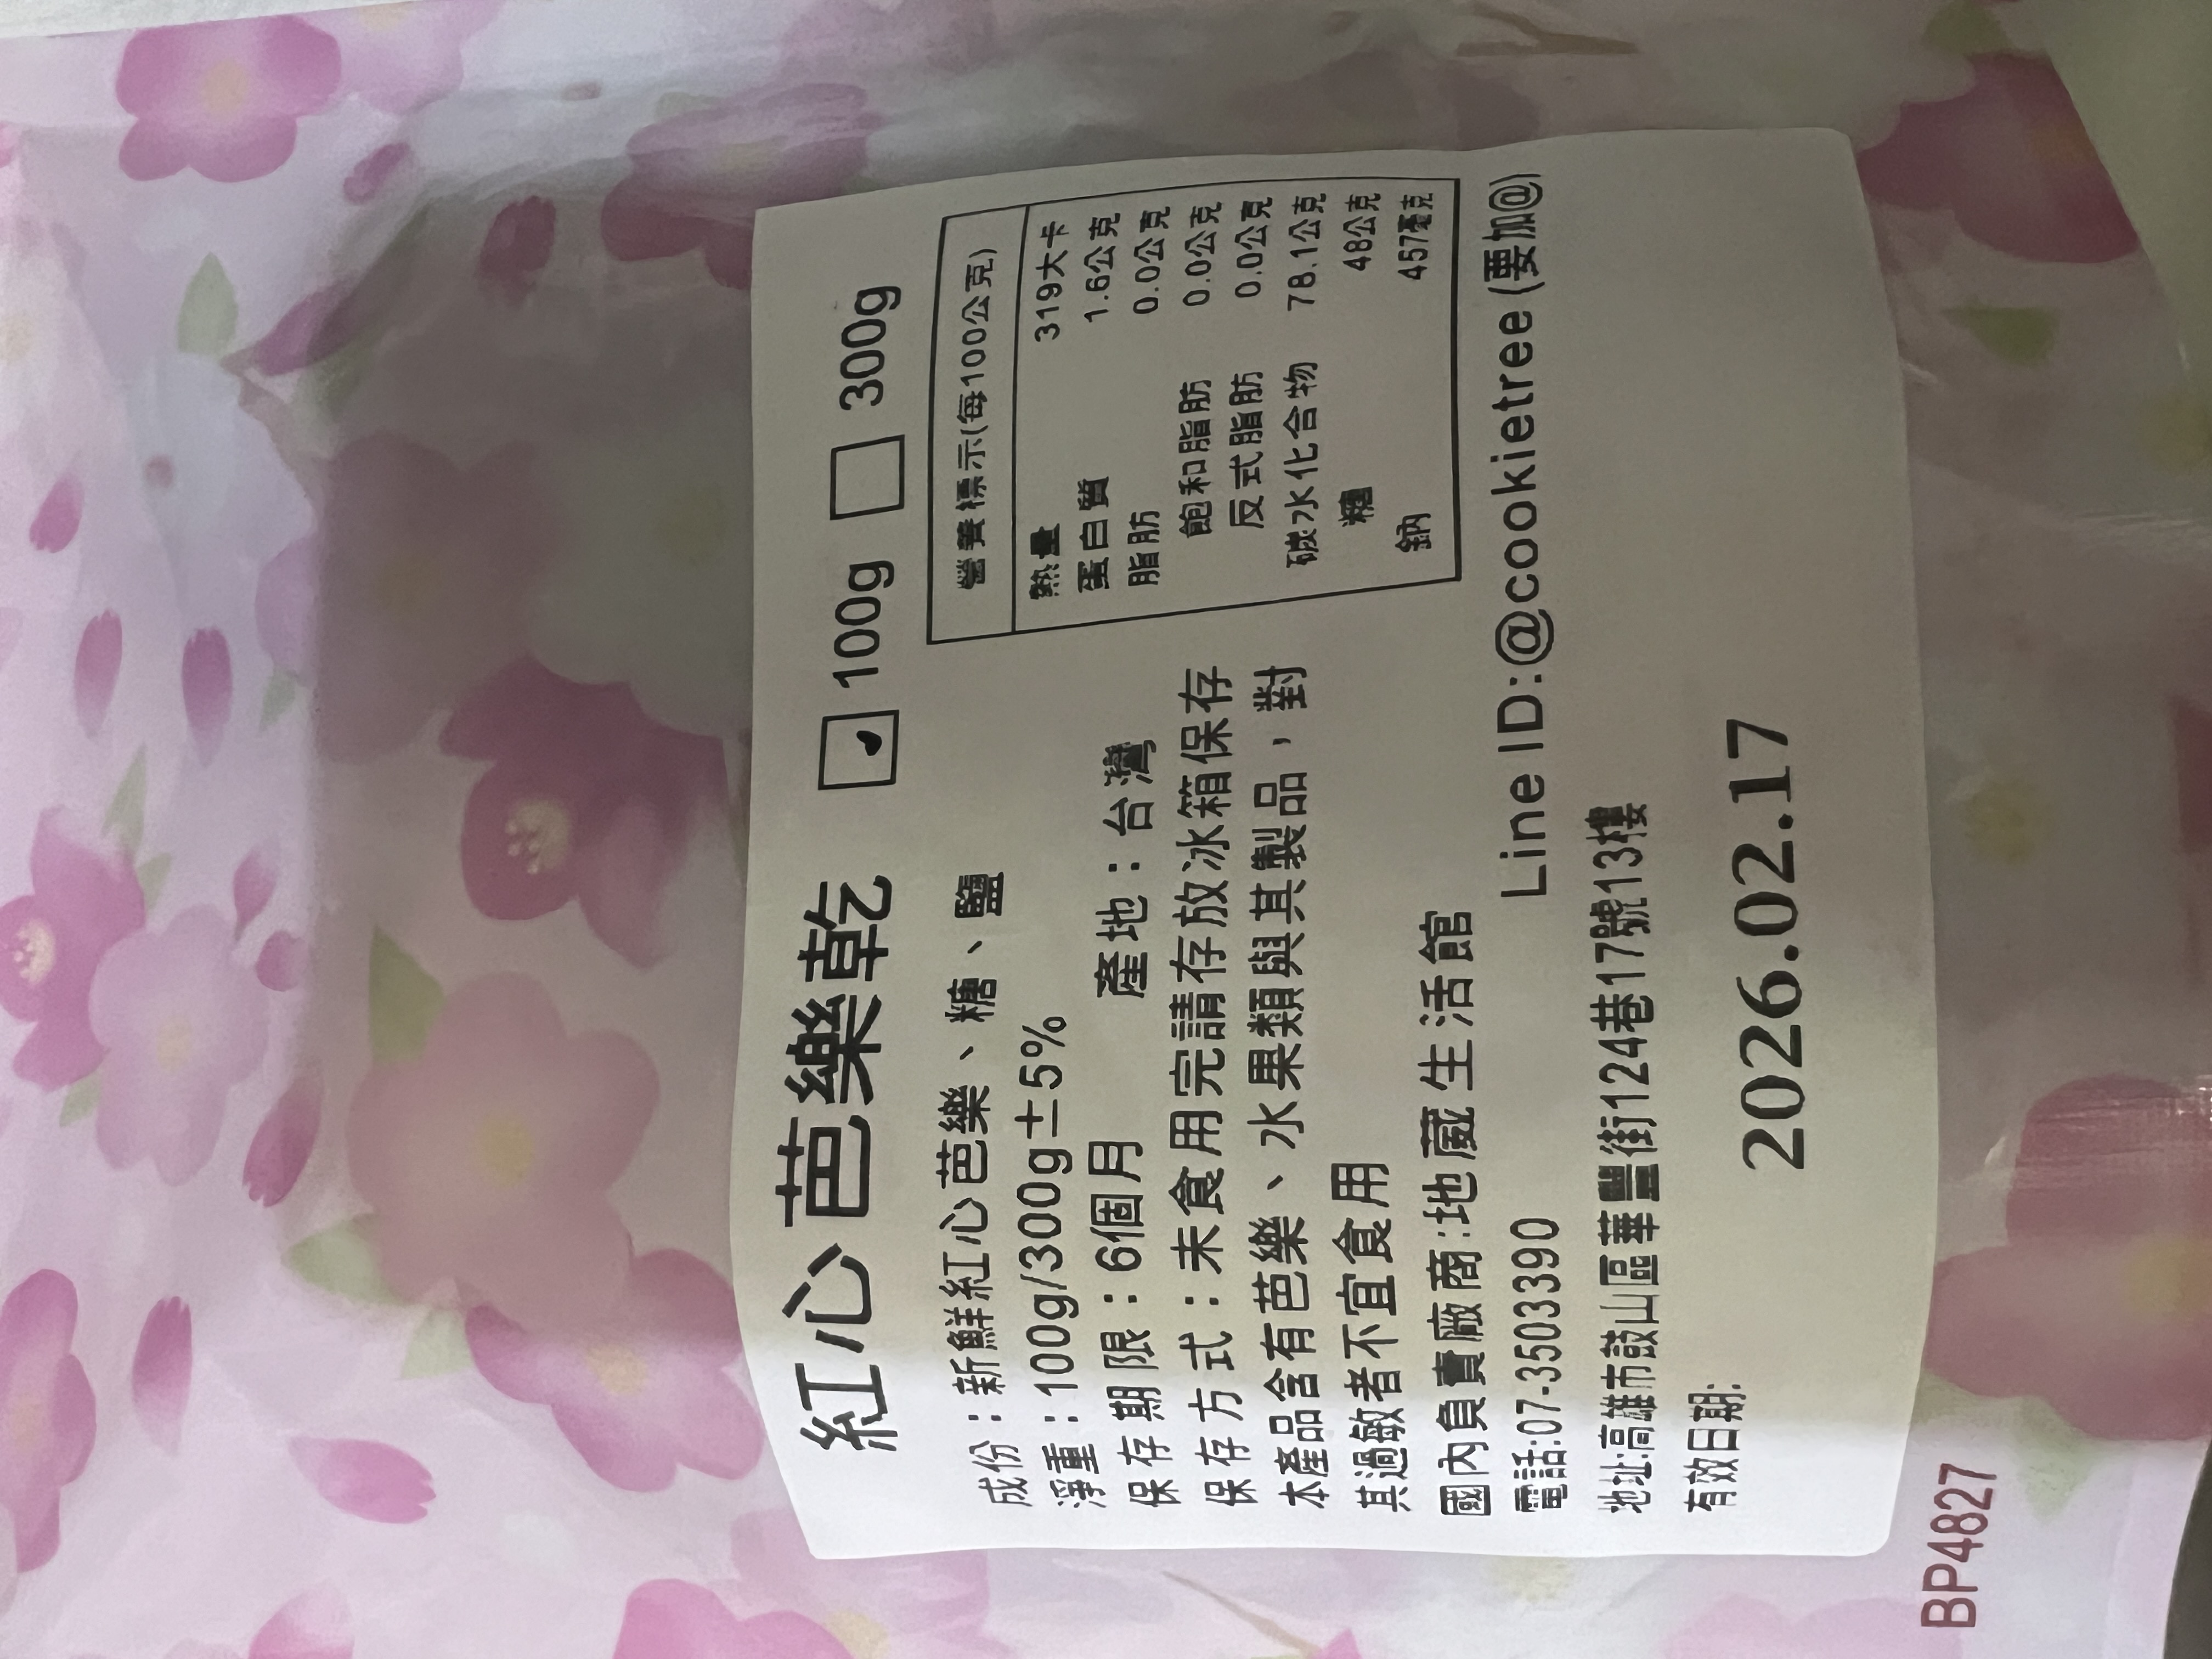 紅心芭樂乾 ☑ 100g ☐ 300g
成份：新鮮紅心芭樂、糖、鹽
淨重：100g/300g±5%
保存期限：6個月 產地：台灣
保存方式：未食用完請存放冰箱保存
本產品含有芭樂、水果類與其製品，對
其過敏者不宜食用
國內負責廠商:地葳生活館
電話:07-3503390 Line ID:@cookietree (要加@)
地址:高雄市鼓山區華豐街124巷17號13樓
有效日期: 2026.02.17
營養標示(每100公克)
熱量 319大卡
蛋白質 1.6公克
脂肪 0.0公克
飽和脂肪 0.0公克
反式脂肪 0.0公克
碳水化合物 78.1公克
糖 48公克
鈉 457毫克
BP4827